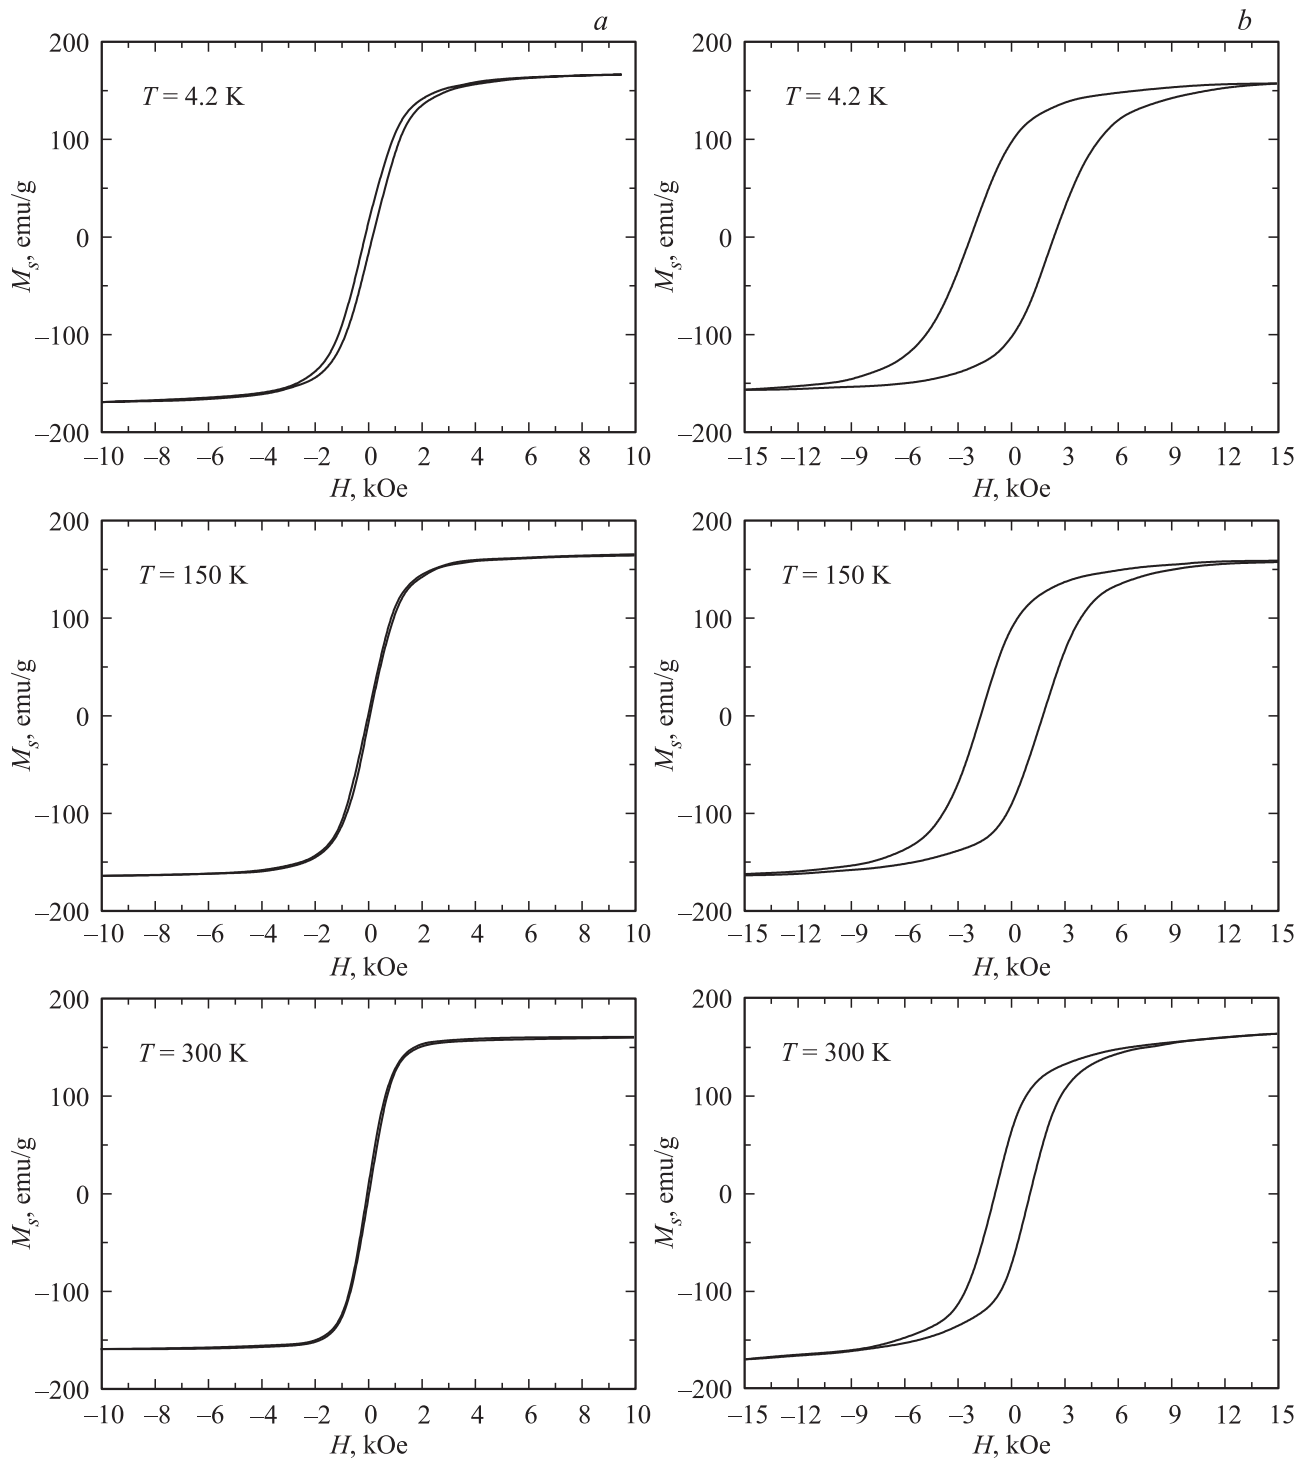 a
200
100
0
–100
–200
M_s, emu/g
T = 4.2 K
–10 –8 –6 –4 –2 0 2 4 6 8 10
H, kOe
b
200
100
0
–100
–200
M_s, emu/g
T = 4.2 K
–15 –12 –9 –6 –3 0 3 6 9 12 15
H, kOe
200
100
0
–100
–200
M_s, emu/g
T = 150 K
–10 –8 –6 –4 –2 0 2 4 6 8 10
H, kOe
200
100
0
–100
–200
M_s, emu/g
T = 150 K
–15 –12 –9 –6 –3 0 3 6 9 12 15
H, kOe
200
100
0
–100
–200
M_s, emu/g
T = 300 K
–10 –8 –6 –4 –2 0 2 4 6 8 10
H, kOe
200
100
0
–100
–200
M_s, emu/g
T = 300 K
–15 –12 –9 –6 –3 0 3 6 9 12 15
H, kOe